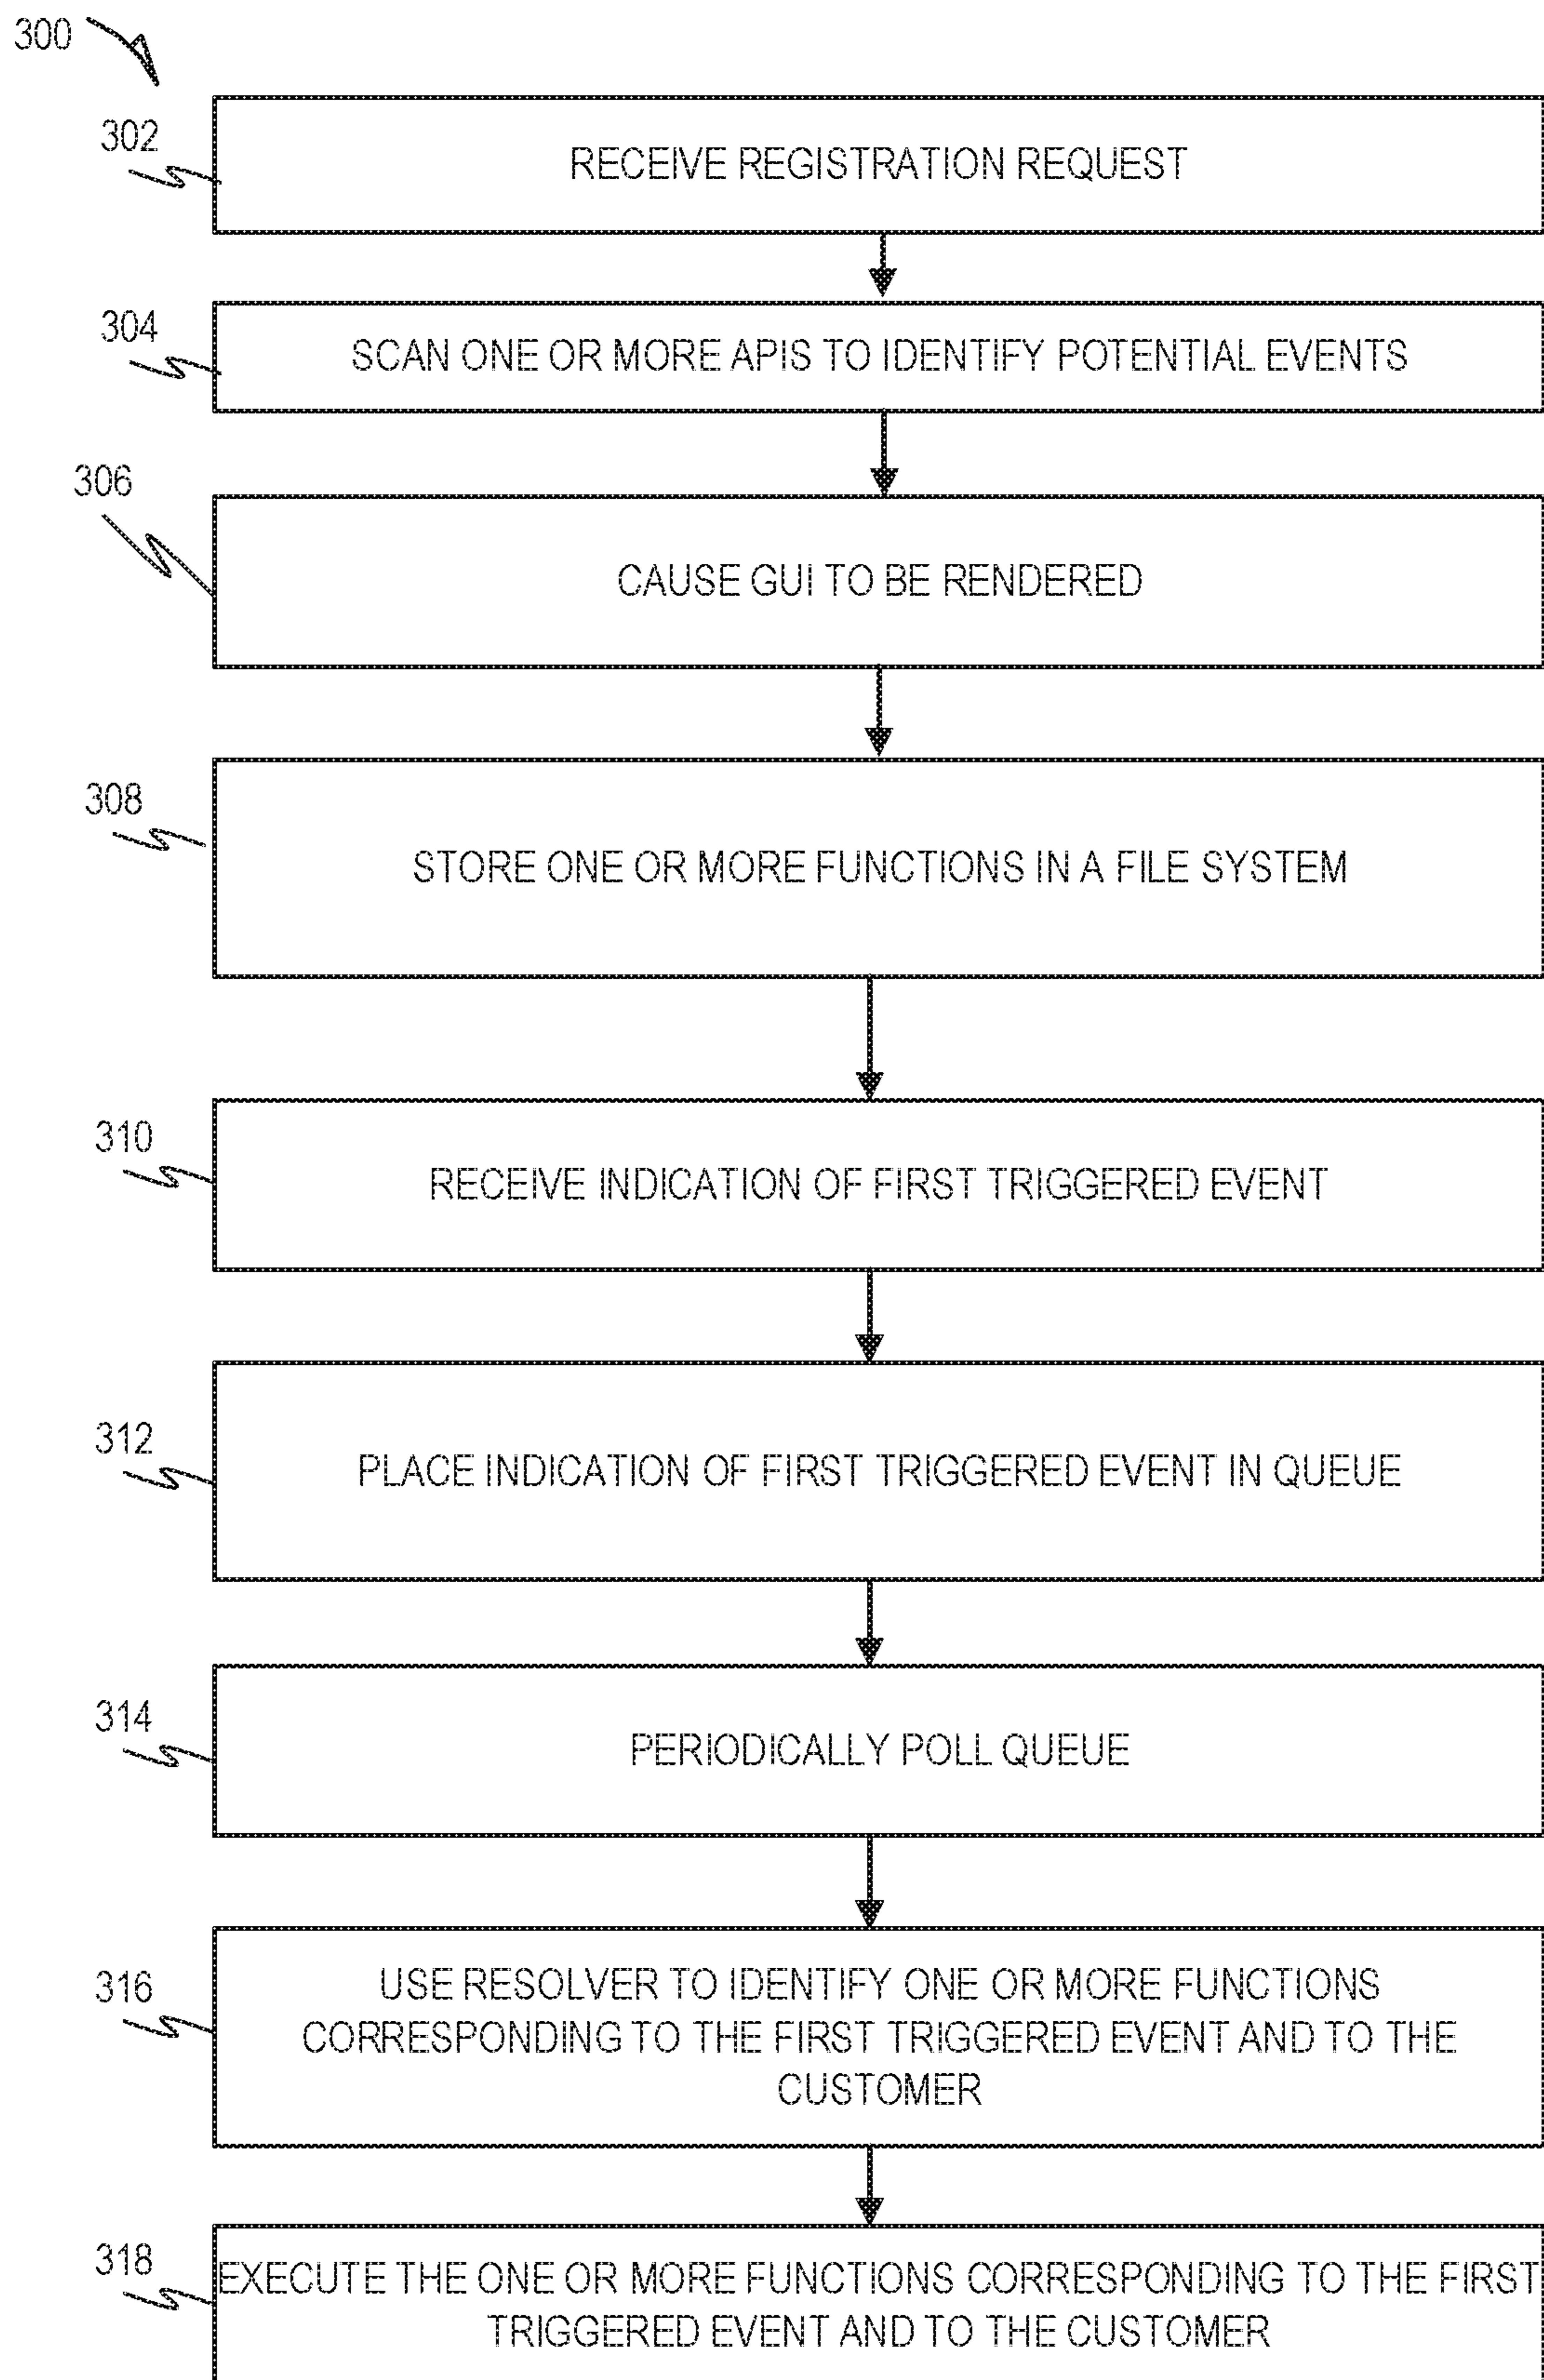 300
302
RECEIVE REGISTRATION REQUEST
304
SCAN ONE OR MORE APIS TO IDENTIFY POTENTIAL EVENTS
306
CAUSE GUI TO BE RENDERED
308
STORE ONE OR MORE FUNCTIONS IN A FILE SYSTEM
310
RECEIVE INDICATION OF FIRST TRIGGERED EVENT
312
PLACE INDICATION OF FIRST TRIGGERED EVENT IN QUEUE
314
PERIODICALLY POLL QUEUE
316
USE RESOLVER TO IDENTIFY ONE OR MORE FUNCTIONS
CORRESPONDING TO THE FIRST TRIGGERED EVENT AND TO THE
CUSTOMER
318
EXECUTE THE ONE OR MORE FUNCTIONS CORRESPONDING TO THE FIRST
TRIGGERED EVENT AND TO THE CUSTOMER